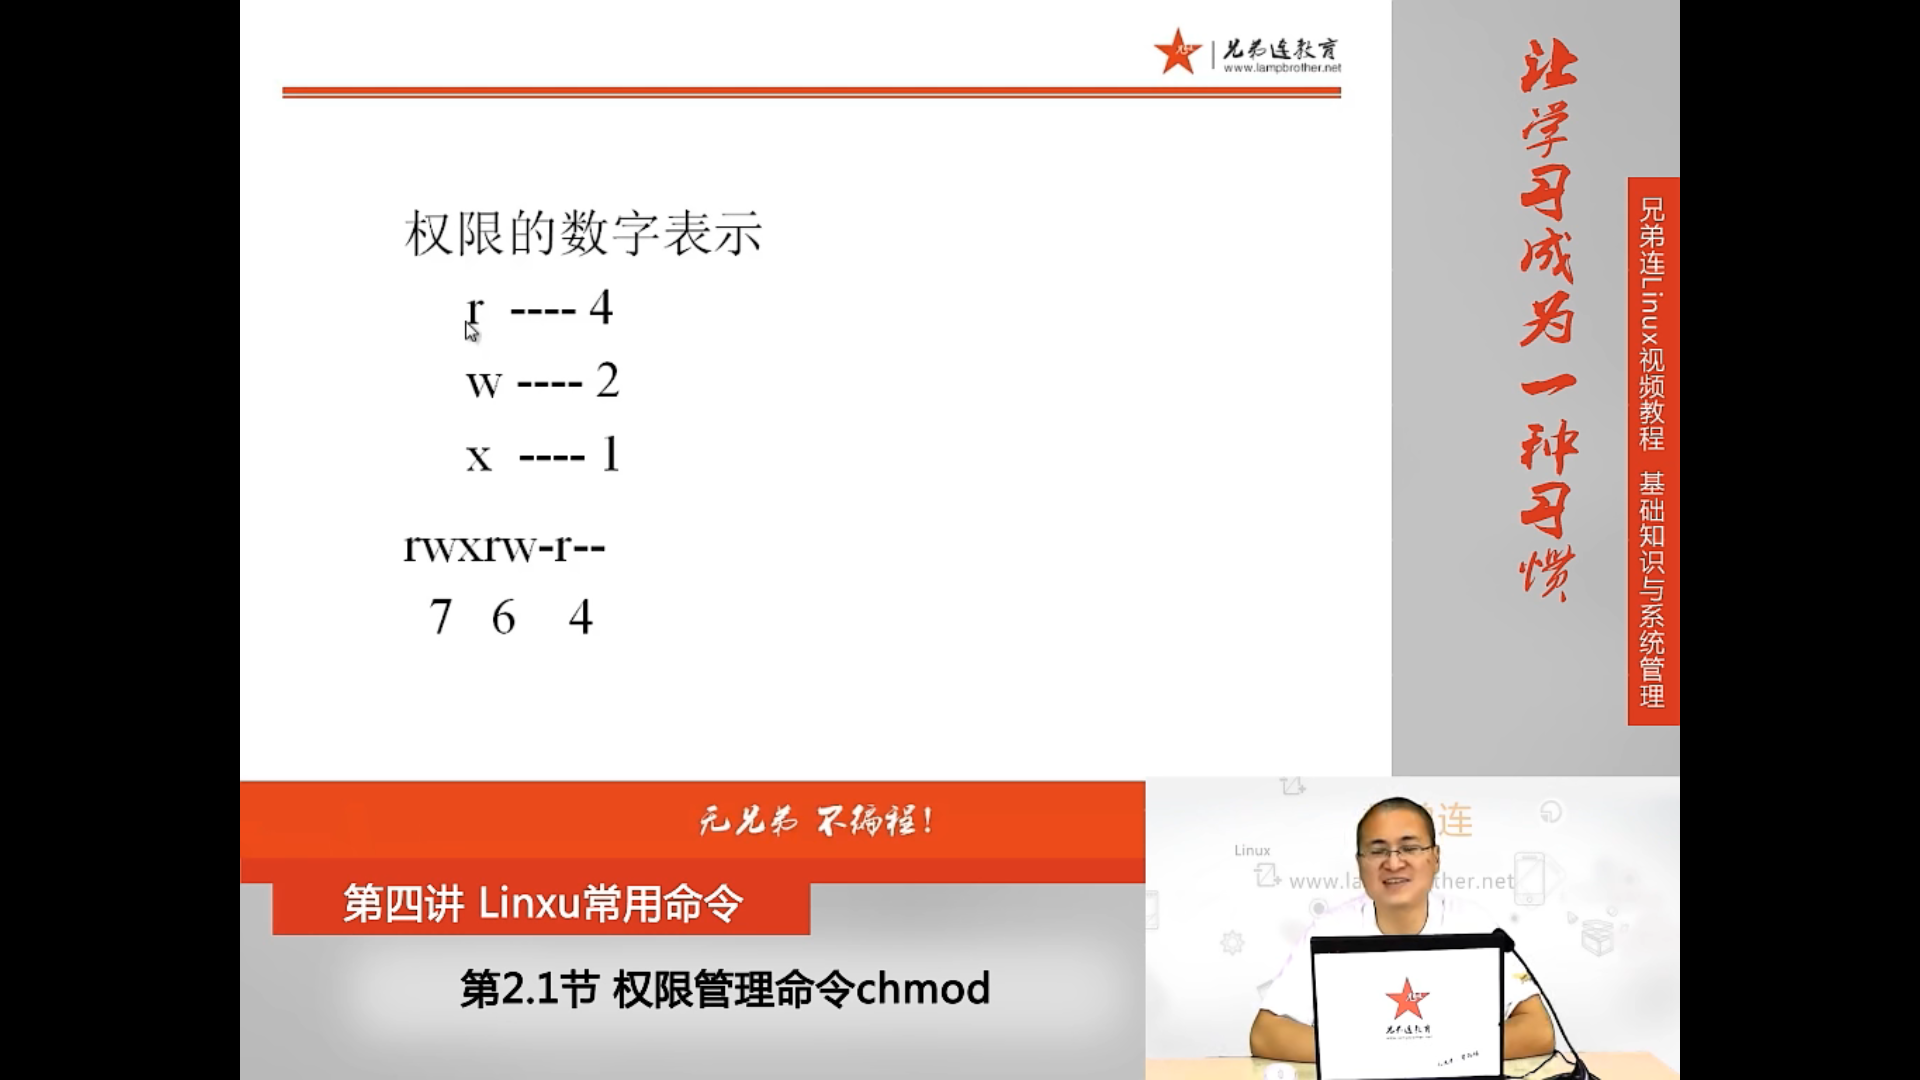 兄弟连教育
www.lampbrother.net
权限的数字表示
r ---- 4
w ---- 2
x ---- 1
rwxrw-r--
7 6 4
让学习成为一种习惯
兄弟连Linux视频教程 基础知识与系统管理
无兄弟 不编程!
第四讲 Linxu常用命令
第2.1节 权限管理命令chmod
连
Linux
www.la
ther.net
兄弟连教育